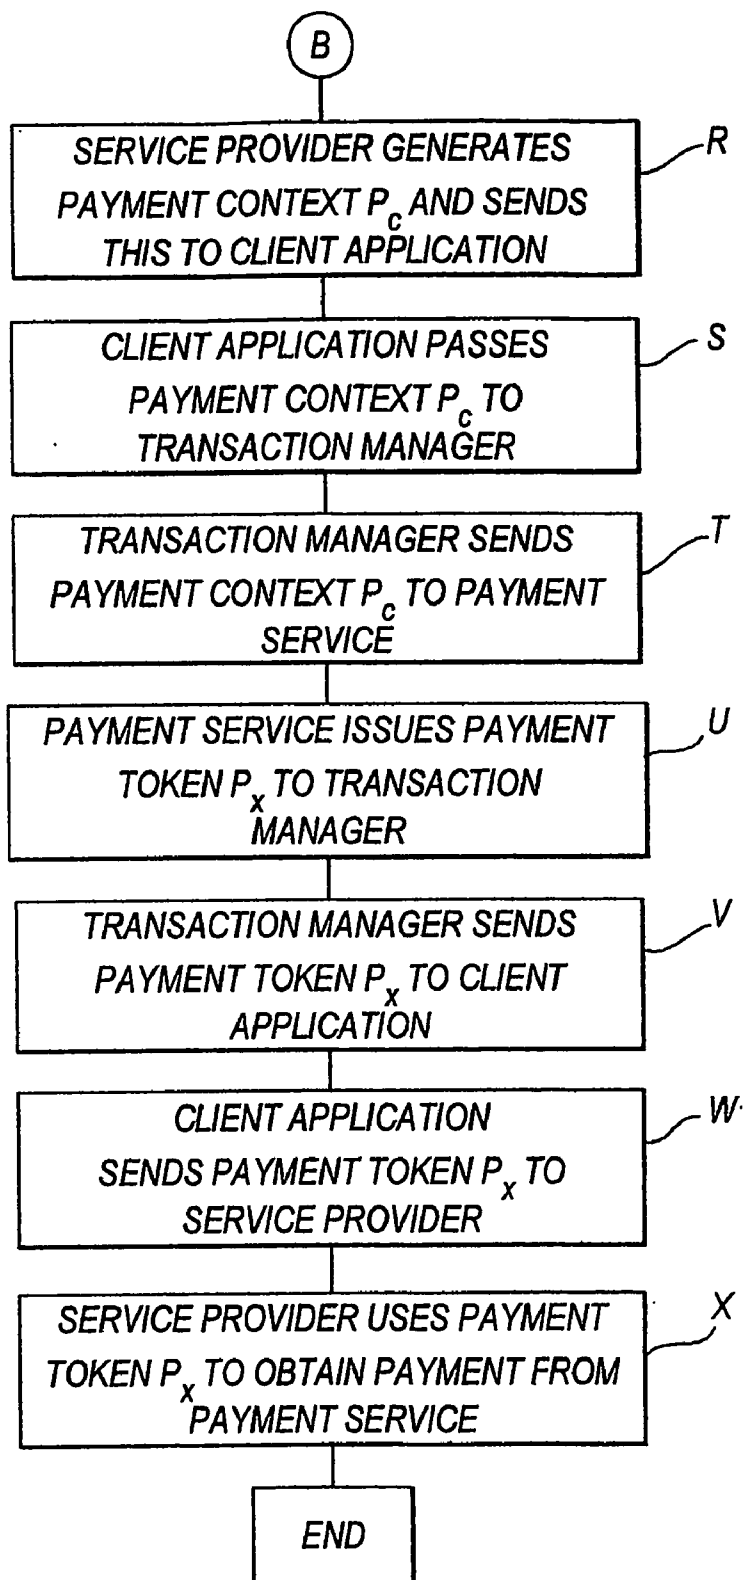 B
SERVICE PROVIDER GENERATES
PAYMENT CONTEXT Pc AND SENDS
THIS TO CLIENT APPLICATION
R
CLIENT APPLICATION PASSES
PAYMENT CONTEXT Pc TO
TRANSACTION MANAGER
S
TRANSACTION MANAGER SENDS
PAYMENT CONTEXT Pc TO PAYMENT
SERVICE
T
PAYMENT SERVICE ISSUES PAYMENT
TOKEN Px TO TRANSACTION
MANAGER
U
TRANSACTION MANAGER SENDS
PAYMENT TOKEN Px TO CLIENT
APPLICATION
V
CLIENT APPLICATION
SENDS PAYMENT TOKEN Px TO
SERVICE PROVIDER
W
SERVICE PROVIDER USES PAYMENT
TOKEN Px TO OBTAIN PAYMENT FROM
PAYMENT SERVICE
X
END